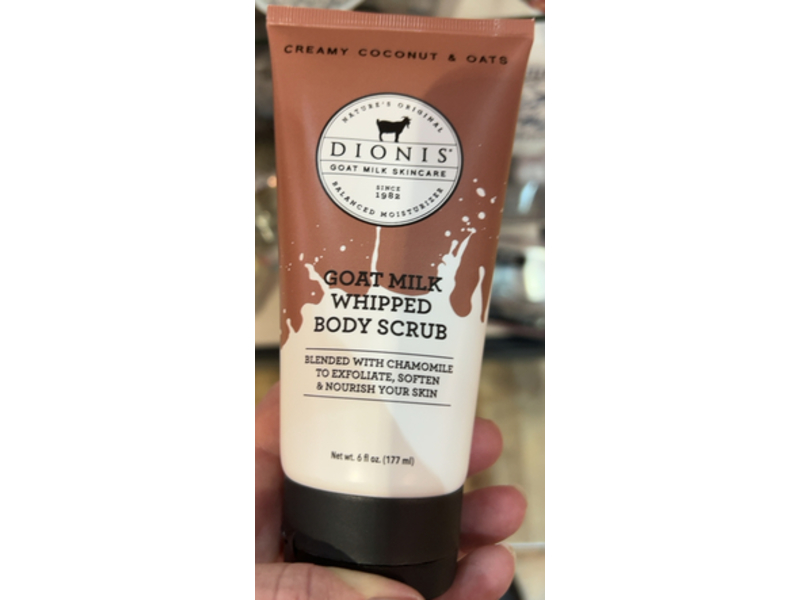 CREAMY COCONUT & OATS
NATURE'S ORIGINAL
DIONIS®
GOAT MILK SKINCARE
SINCE
1982
BALANCED MOISTURIZER
GOAT MILK
WHIPPED
BODY SCRUB
BLENDED WITH CHAMOMILE
TO EXFOLIATE, SOFTEN
& NOURISH YOUR SKIN
Net wt. 6 fl oz. (177 ml)